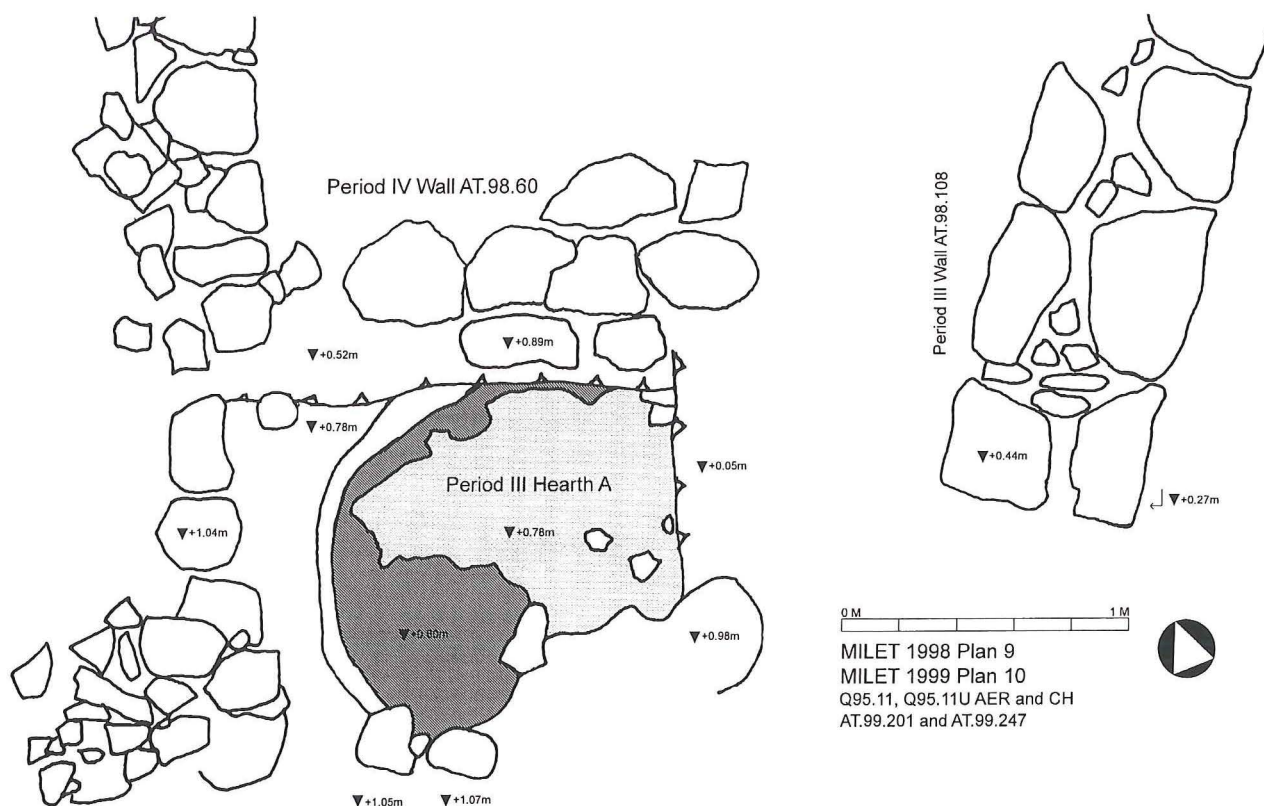 Period IV Wall AT.98.60
Period III Wall AT.98.108
▼+0.52m
▼+0.89m
▼+0.78m
▼+0.05m
Period III Hearth A
▼+0.78m
▼+0.44m
▼+0.27m
▼+1.04m
▼+0.80m
▼+0.98m
▼+1.05m
▼+1.07m
0 M
1 M
MILET 1998 Plan 9
MILET 1999 Plan 10
Q95.11, Q95.11U AER and CH
AT.99.201 and AT.99.247